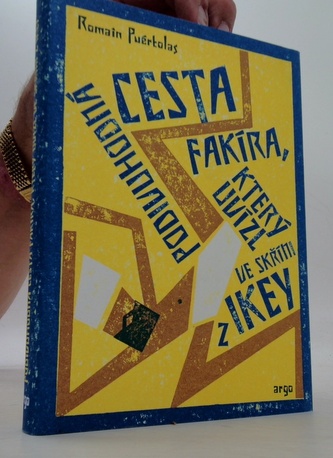 Romain Puértolas
PODIVUHODNÁ
CESTA
FAKÍRA,
KTERÝ
UVÍZL
VE SKŘÍNI
Z IKEY
argo